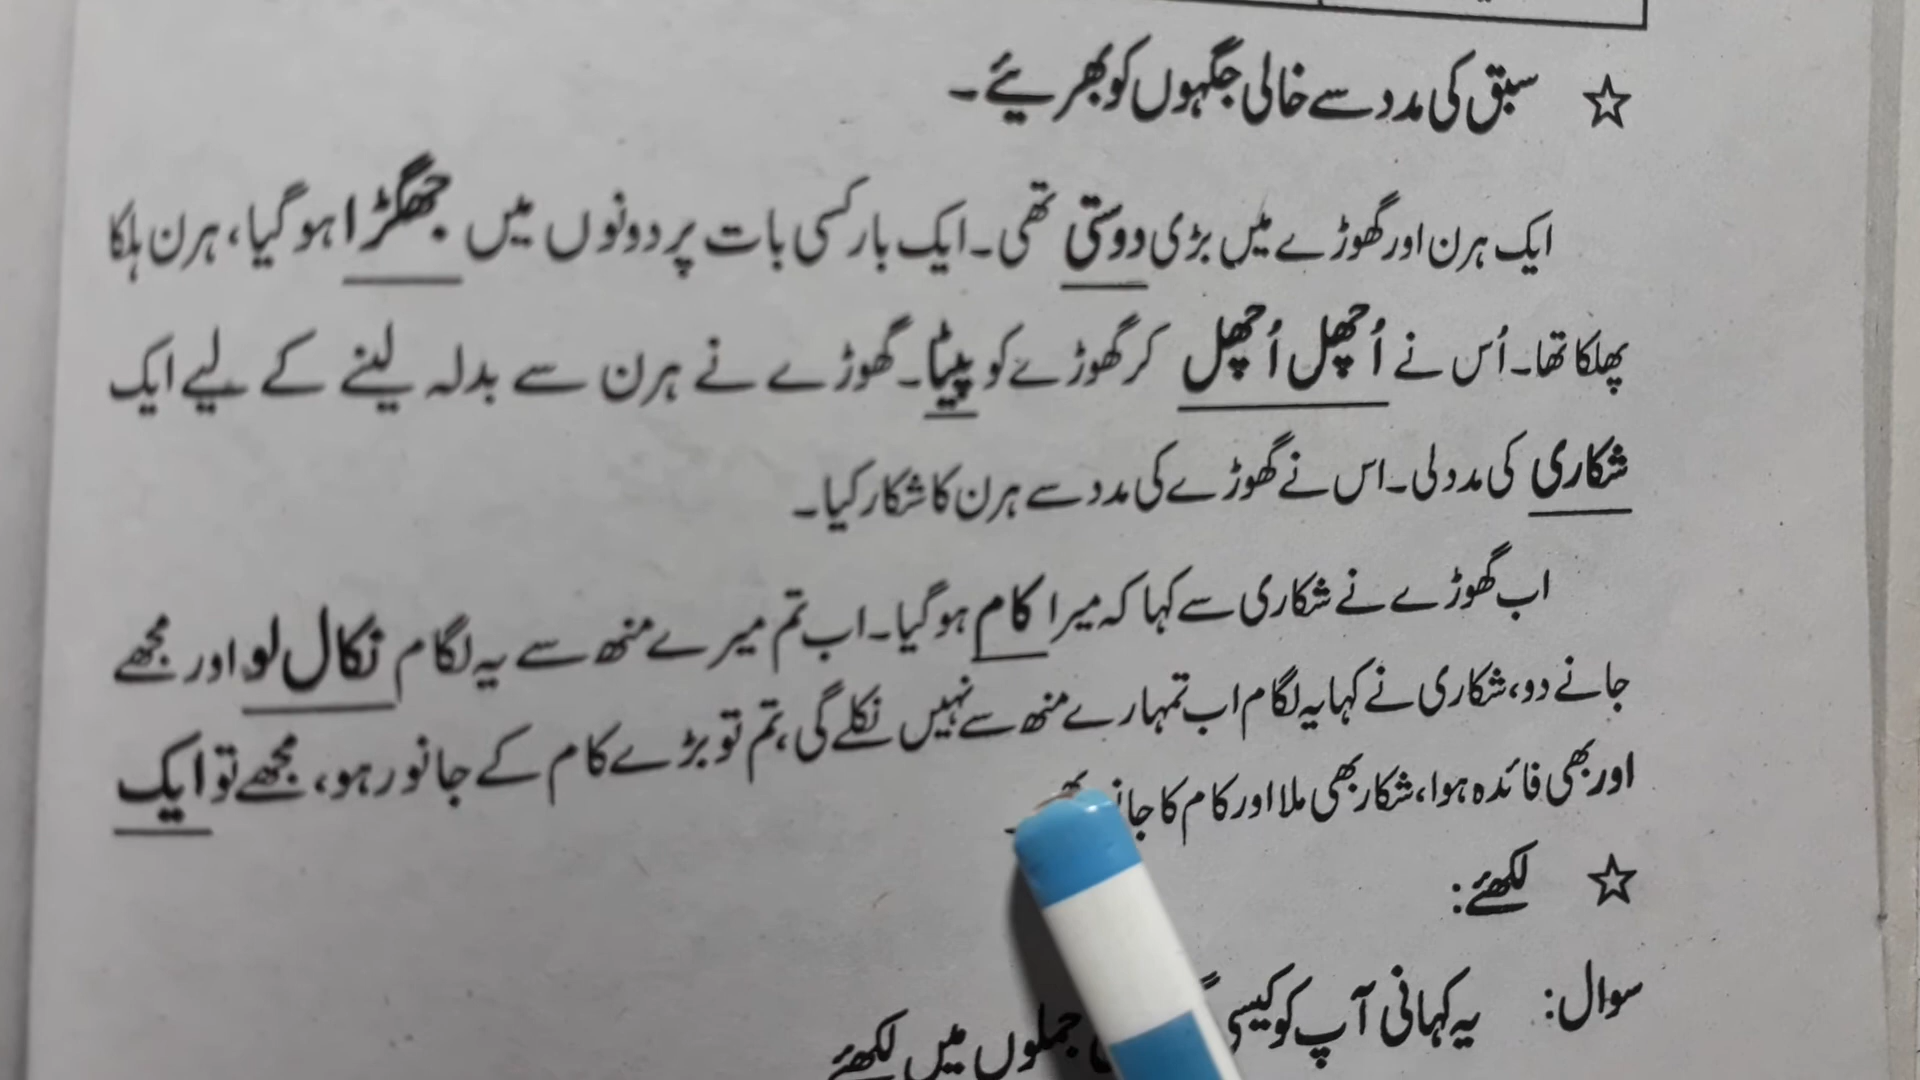 ☆ سبق کی مدد سے خالی جگہوں کو بھریئے۔
ایک ہرن اور گھوڑے میں بڑی دوستی تھی۔ ایک بار کسی بات پر دونوں میں جھگڑا ہو گیا، ہرن ہلکا
پھلکا تھا۔ اُس نے اُچھل اُچھل کر گھوڑے کو پیٹا۔ گھوڑے نے ہرن سے بدلہ لینے کے لیے ایک
شکاری کی مدد لی۔ اس نے گھوڑے کی مدد سے ہرن کا شکار کیا۔
اب گھوڑے نے شکاری سے کہا کہ میرا کام ہو گیا۔ اب تم میرے منھ سے یہ لگام نکال لو اور مجھے
جانے دو، شکاری نے کہا یہ لگام اب تمہارے منھ سے نہیں نکلے گی، تم تو بڑے کام کے جانور ہو، مجھے تو ایک
اور بھی فائدہ ہوا، شکار بھی ملا اور کام کا
☆ لکھئے:
سوال: یہ کہانی آپ کو کیسی جملوں میں لکھئے